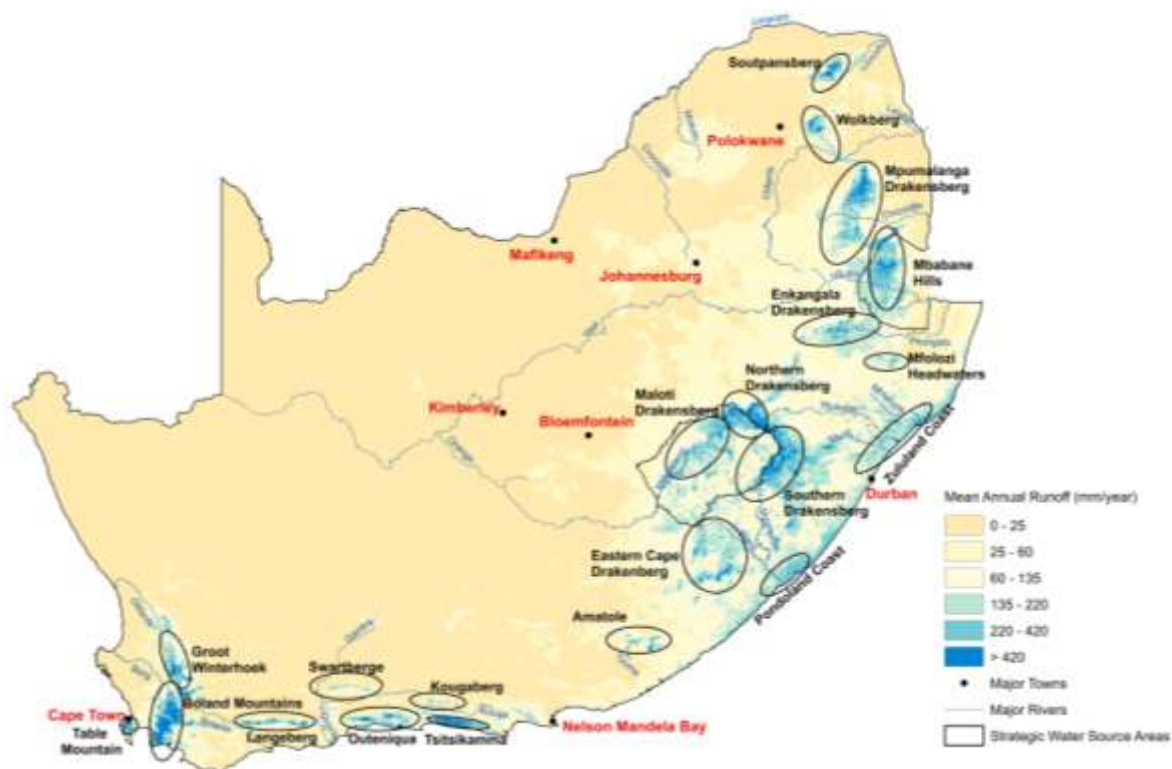 Limpopo
Soutpansberg
Wolkberg
Polokwane
Mpumalanga
Drakensberg
Mafikeng
Johannesburg
Mbabane
Hills
Enkangala
Drakensberg
Mfolozi
Headwaters
Northern
Drakensberg
Maloti
Drakensberg
Kimberley
Bloemfontein
Zululand Coast
Durban
Southern
Drakensberg
Eastern Cape
Drakenberg
Pondoland Coast
Amatole
Groot
Winterhoek
Swartberge
Kougaberg
Boland Mountains
Cape Town
Table
Mountain
Langeberg
Outeniqua
Tsitsikamma
Nelson Mandela Bay
Mean Annual Runoff (mm/year)
0 - 25
25 - 60
60 - 135
135 - 220
220 - 420
> 420
Major Towns
Major Rivers
Strategic Water Source Areas